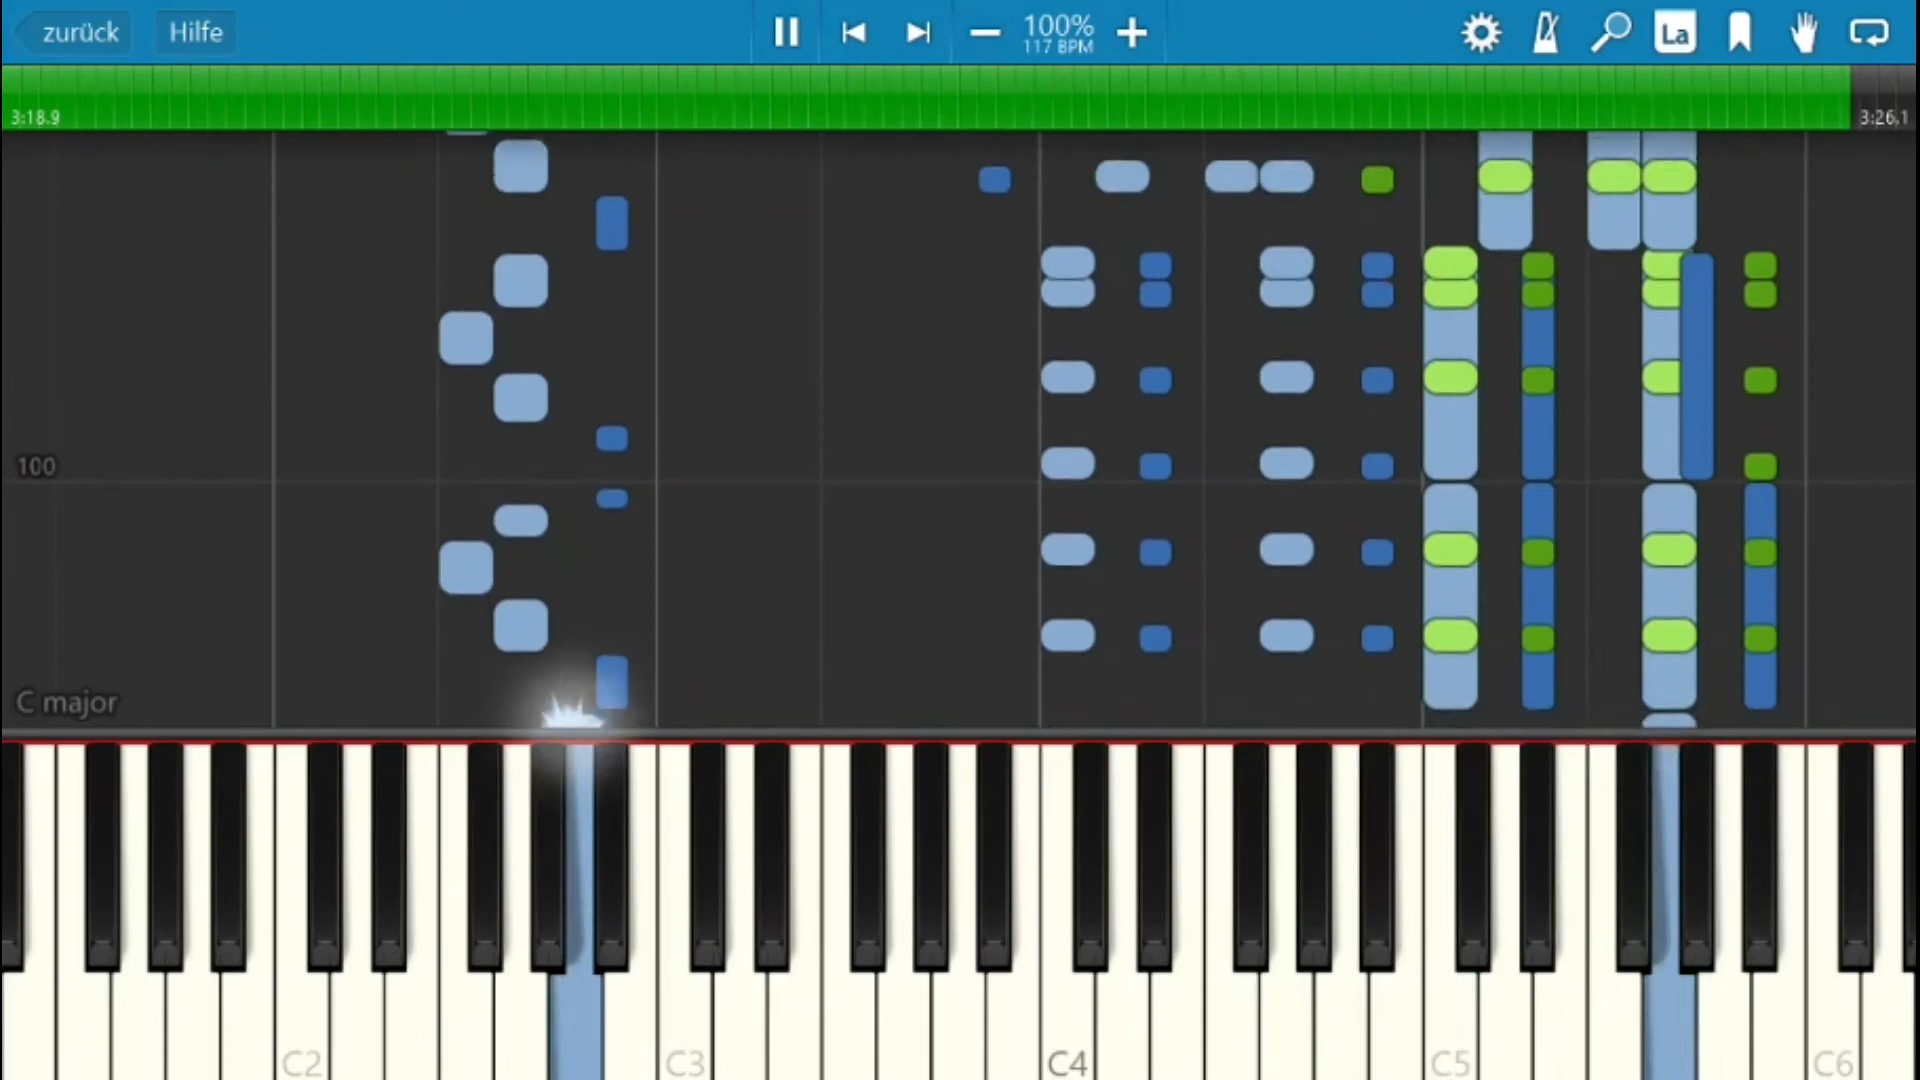 zurück
Hilfe
100%
117 BPM
La
3:18.9
3:26.1
100
C major
C2
C3
C4
C5
C6